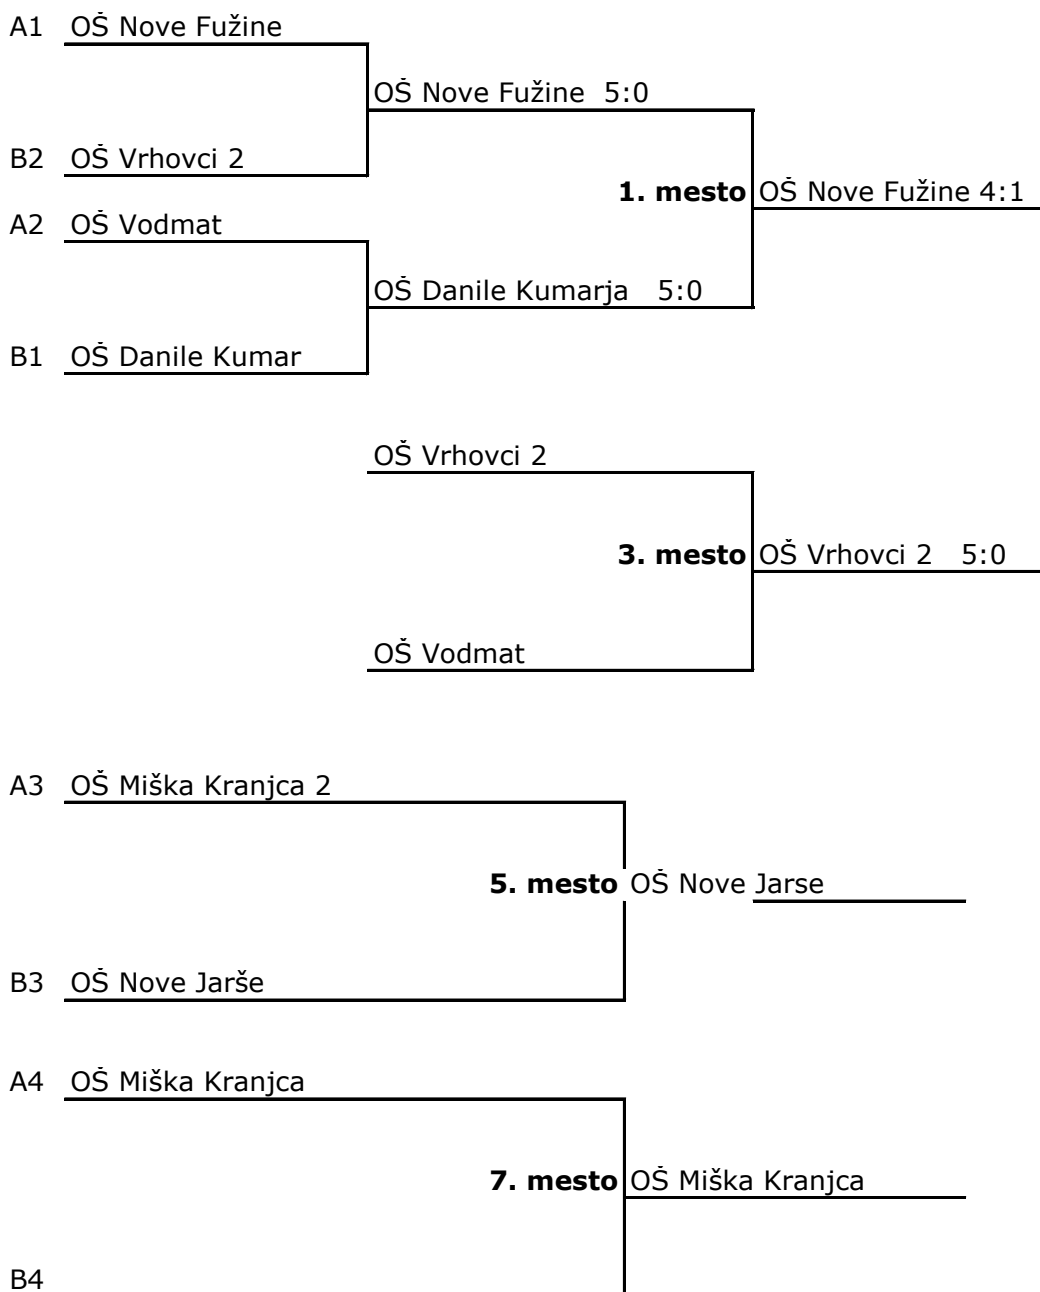 A1 OŠ Nove Fužine
OŠ Nove Fužine 5:0
B2 OŠ Vrhovci 2
1. mesto OŠ Nove Fužine 4:1
A2 OŠ Vodmat
OŠ Danile Kumarja 5:0
B1 OŠ Danile Kumar
OŠ Vrhovci 2
3. mesto OŠ Vrhovci 2 5:0
OŠ Vodmat
A3 OŠ Miška Kranjca 2
5. mesto OŠ Nove Jarse
B3 OŠ Nove Jarše
A4 OŠ Miška Kranjca
7. mesto OŠ Miška Kranjca
B4